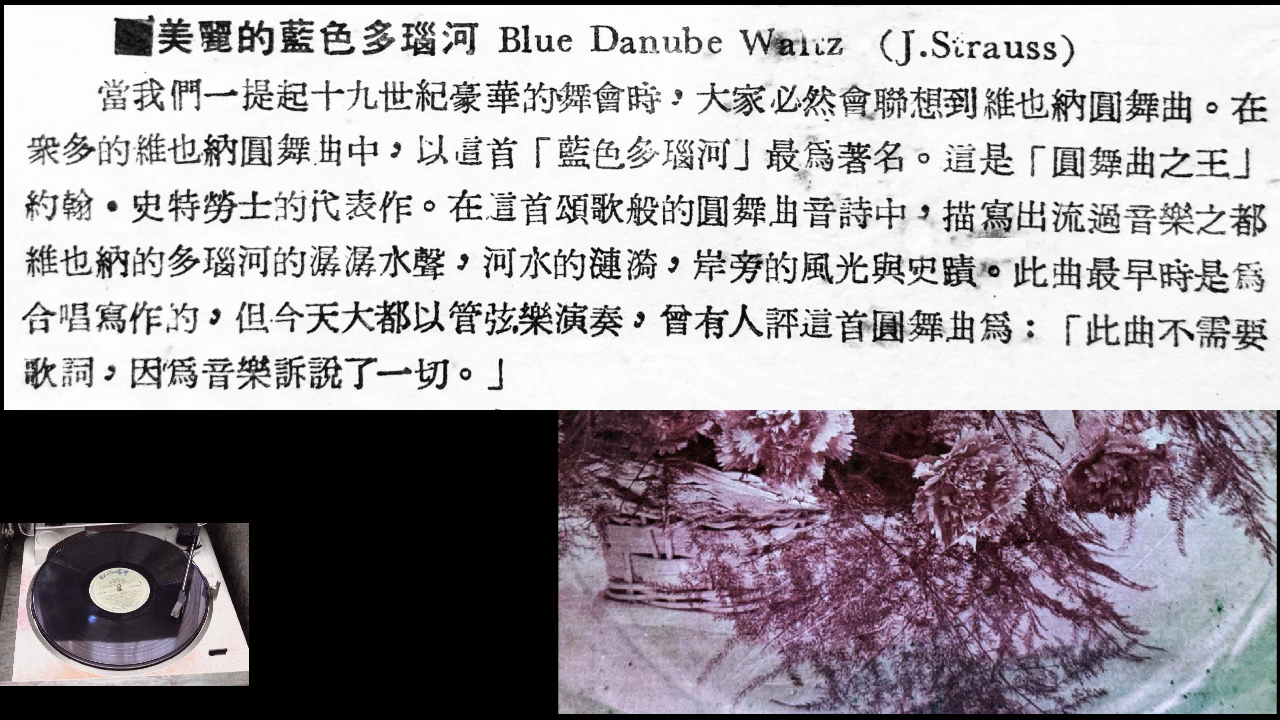 ■美麗的藍色多瑙河 Blue Danube Waltz (J.Strauss)
當我們一提起十九世紀豪華的舞會時，大家必然會聯想到維也納圓舞曲。在
衆多的維也納圓舞曲中，以這首「藍色多瑙河」最爲著名。這是「圓舞曲之王」
約翰•史特勞士的代表作。在這首頌歌般的圓舞曲音詩中，描寫出流過音樂之都
維也納的多瑙河的潺潺水聲，河水的漣漪，岸旁的風光與史蹟。此曲最早時是爲
合唱寫作的，但今天大都以管弦樂演奏，曾有人評這首圓舞曲爲：「此曲不需要
歌詞，因爲音樂訴說了一切。」